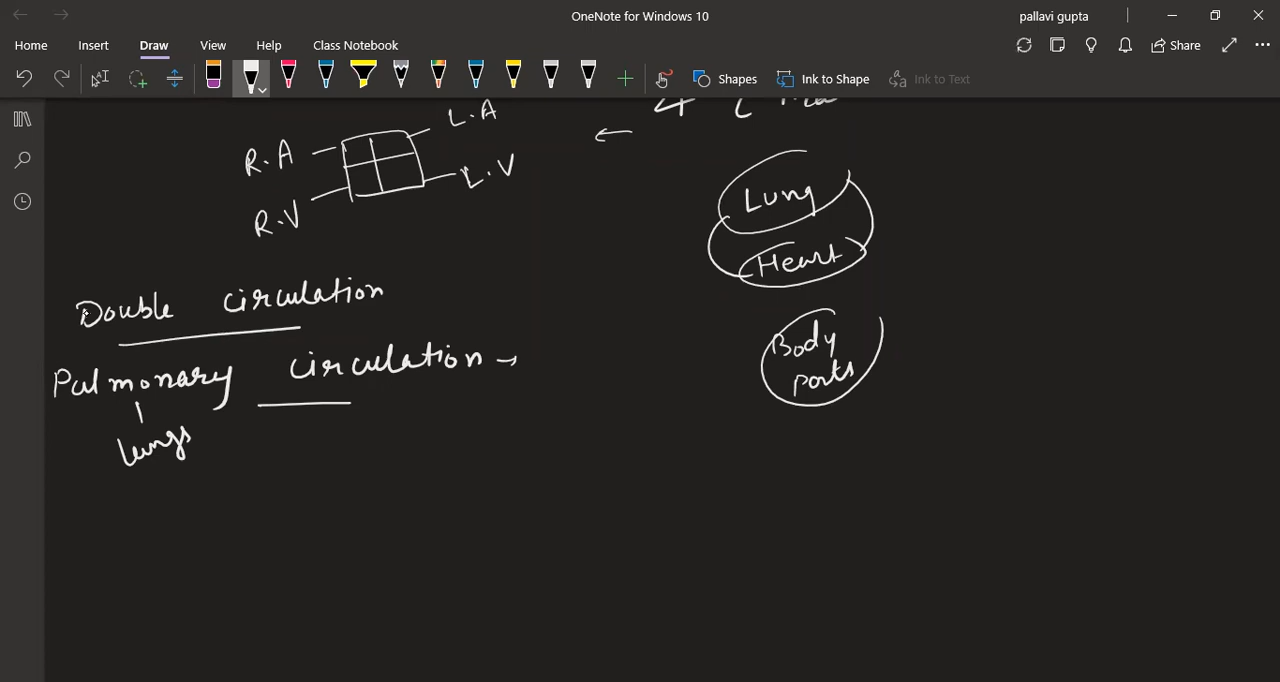 OneNote for Windows 10
pallavi gupta
Home Insert Draw View Help Class Notebook
Share
Shapes Ink to Shape Ink to Text
4
L.A
R.A
L.V
R.V
Lung
Heart
Double circulation
Body
parts
Pulmonary circulation →
lungs